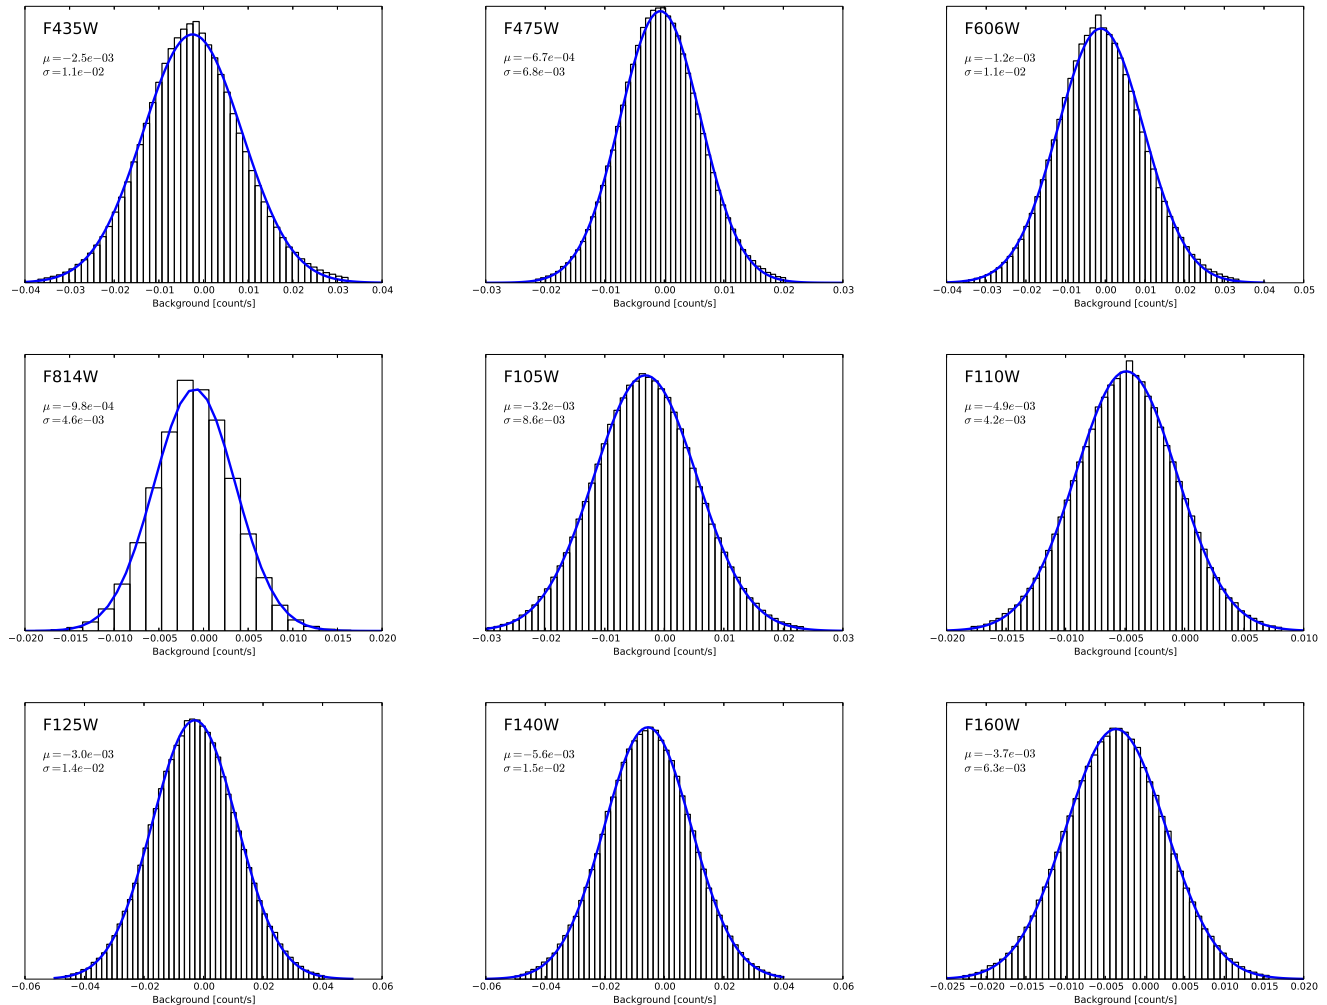 F435W
μ=−2.5e−03
σ=1.1e−02
−0.04 −0.03 −0.02 −0.01 0.00 0.01 0.02 0.03 0.04
Background [count/s]
F475W
μ=−6.7e−04
σ=6.8e−03
−0.03 −0.02 −0.01 0.00 0.01 0.02 0.03
Background [count/s]
F606W
μ=−1.2e−03
σ=1.1e−02
−0.04 −0.03 −0.02 −0.01 0.00 0.01 0.02 0.03 0.04 0.05
Background [count/s]
F814W
μ=−9.8e−04
σ=4.6e−03
−0.020 −0.015 −0.010 −0.005 0.000 0.005 0.010 0.015 0.020
Background [count/s]
F105W
μ=−3.2e−03
σ=8.6e−03
−0.03 −0.02 −0.01 0.00 0.01 0.02 0.03
Background [count/s]
F110W
μ=−4.9e−03
σ=4.2e−03
−0.020 −0.015 −0.010 −0.005 0.000 0.005 0.010
Background [count/s]
F125W
μ=−3.0e−03
σ=1.4e−02
−0.06 −0.04 −0.02 0.00 0.02 0.04 0.06
Background [count/s]
F140W
μ=−5.6e−03
σ=1.5e−02
−0.06 −0.04 −0.02 0.00 0.02 0.04 0.06
Background [count/s]
F160W
μ=−3.7e−03
σ=6.3e−03
−0.025 −0.020 −0.015 −0.010 −0.005 0.000 0.005 0.010 0.015 0.020
Background [count/s]